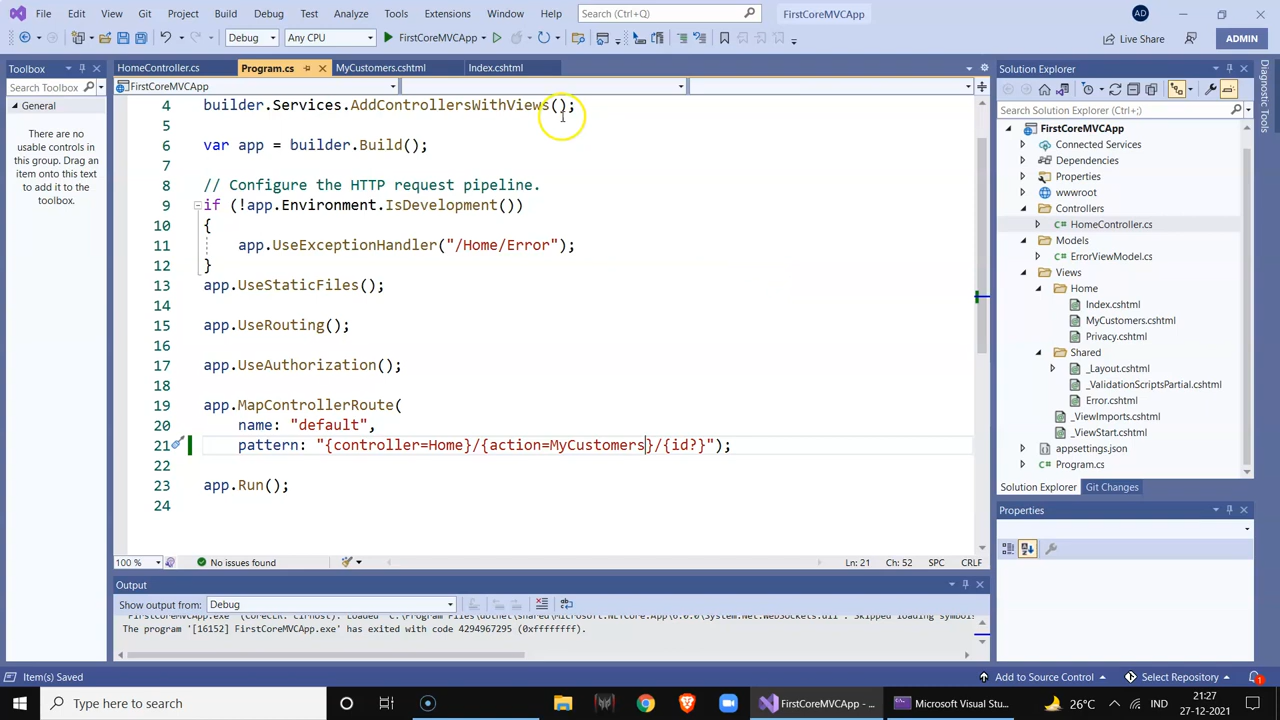 File Edit View Git Project Build Debug Test Analyze Tools Extensions Window Help Search (Ctrl+Q) FirstCoreMVCApp AD
Debug Any CPU FirstCoreMVCApp Live Share ADMIN
Toolbox
Search Toolbox
General
There are no
usable controls in
this group. Drag an
item onto this text
to add it to the
toolbox.
HomeController.cs Program.cs MyCustomers.cshtml Index.cshtml
FirstCoreMVCApp
4 builder.Services.AddControllersWithViews();
5
6 var app = builder.Build();
7
8 // Configure the HTTP request pipeline.
9 if (!app.Environment.IsDevelopment())
10 {
11 app.UseExceptionHandler("/Home/Error");
12 }
13 app.UseStaticFiles();
14
15 app.UseRouting();
16
17 app.UseAuthorization();
18
19 app.MapControllerRoute(
20 name: "default",
21 pattern: "{controller=Home}/{action=MyCustomers}/{id?}");
22
23 app.Run();
24
100 % No issues found Ln: 21 Ch: 52 SPC CRLF
Output
Show output from: Debug
The program '[16152] FirstCoreMVCApp.exe' has exited with code 4294967295 (0xffffffff).
Solution Explorer
Search Solution Explorer (Ctrl+;)
FirstCoreMVCApp
Connected Services
Dependencies
Properties
wwwroot
Controllers
C# HomeController.cs
Models
C# ErrorViewModel.cs
Views
Home
Index.cshtml
MyCustomers.cshtml
Privacy.cshtml
Shared
_Layout.cshtml
_ValidationScriptsPartial.cshtml
Error.cshtml
_ViewImports.cshtml
_ViewStart.cshtml
appsettings.json
C# Program.cs
Solution Explorer Git Changes
Properties
Diagnostic Tools
Item(s) Saved Add to Source Control Select Repository 1
Type here to search FirstCoreMVCApp - ... Microsoft Visual Stu... 26°C IND 21:27
27-12-2021